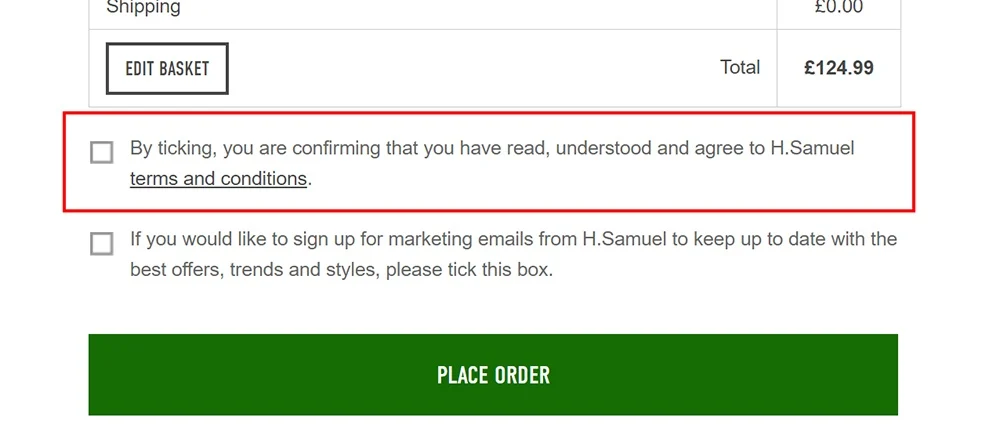 Shipping £0.00
EDIT BASKET Total £124.99
By ticking, you are confirming that you have read, understood and agree to H.Samuel
terms and conditions.
If you would like to sign up for marketing emails from H.Samuel to keep up to date with the
best offers, trends and styles, please tick this box.
PLACE ORDER